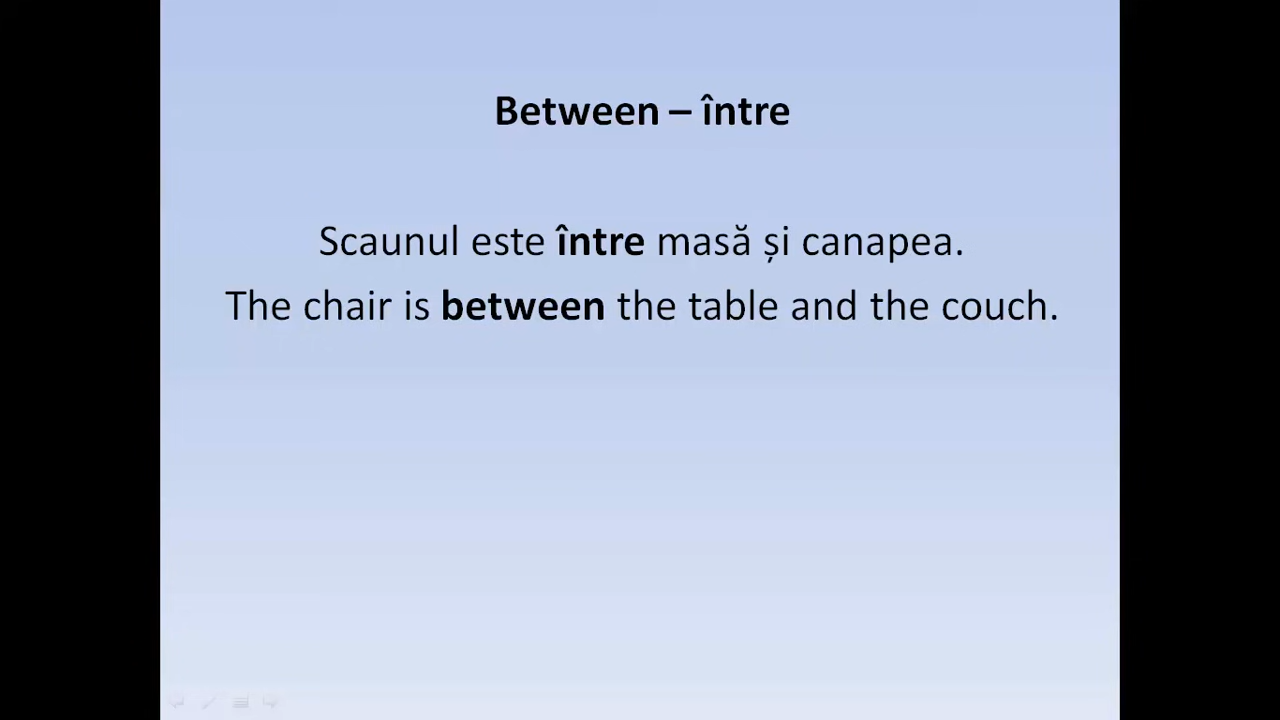 Between – între
Scaunul este între masă și canapea.
The chair is between the table and the couch.